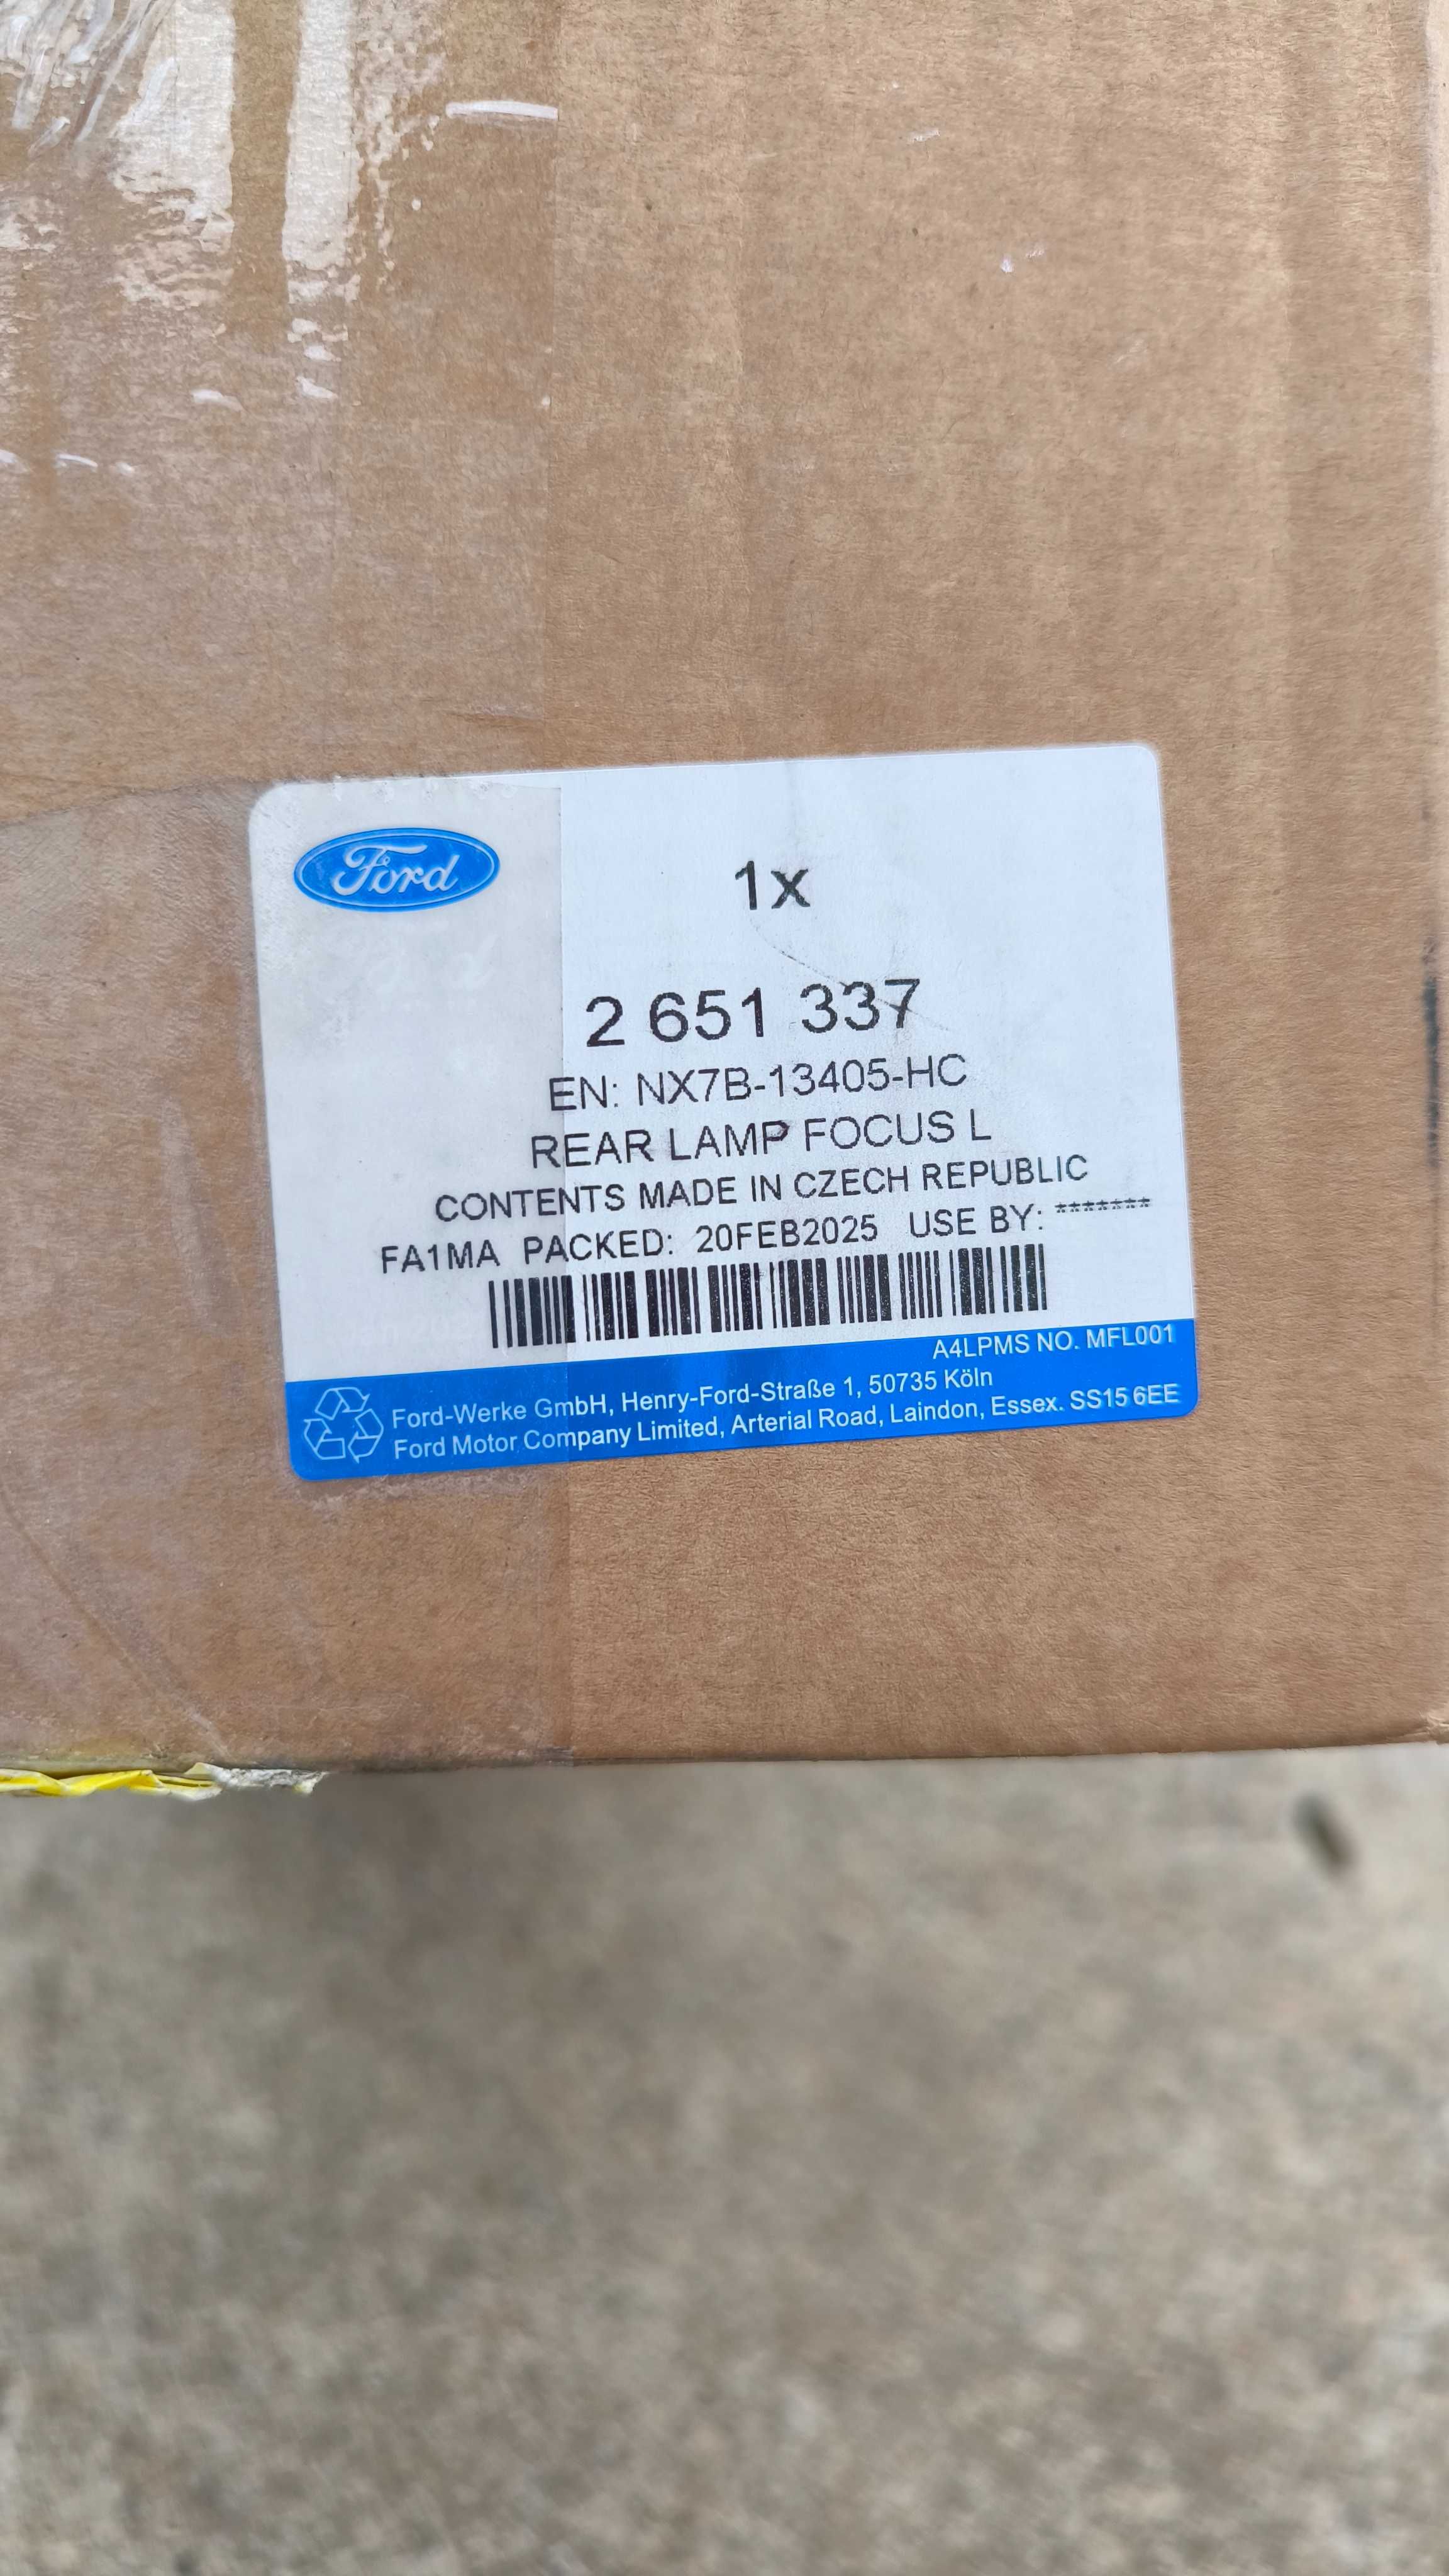 Ford
1x
2 651 337
EN: NX7B-13405-HC
REAR LAMP FOCUS L
CONTENTS MADE IN CZECH REPUBLIC
FA1MA PACKED: 20FEB2025 USE BY: *******
A4LPMS NO. MFL001
Ford-Werke GmbH, Henry-Ford-Straße 1, 50735 Köln
Ford Motor Company Limited, Arterial Road, Laindon, Essex. SS15 6EE